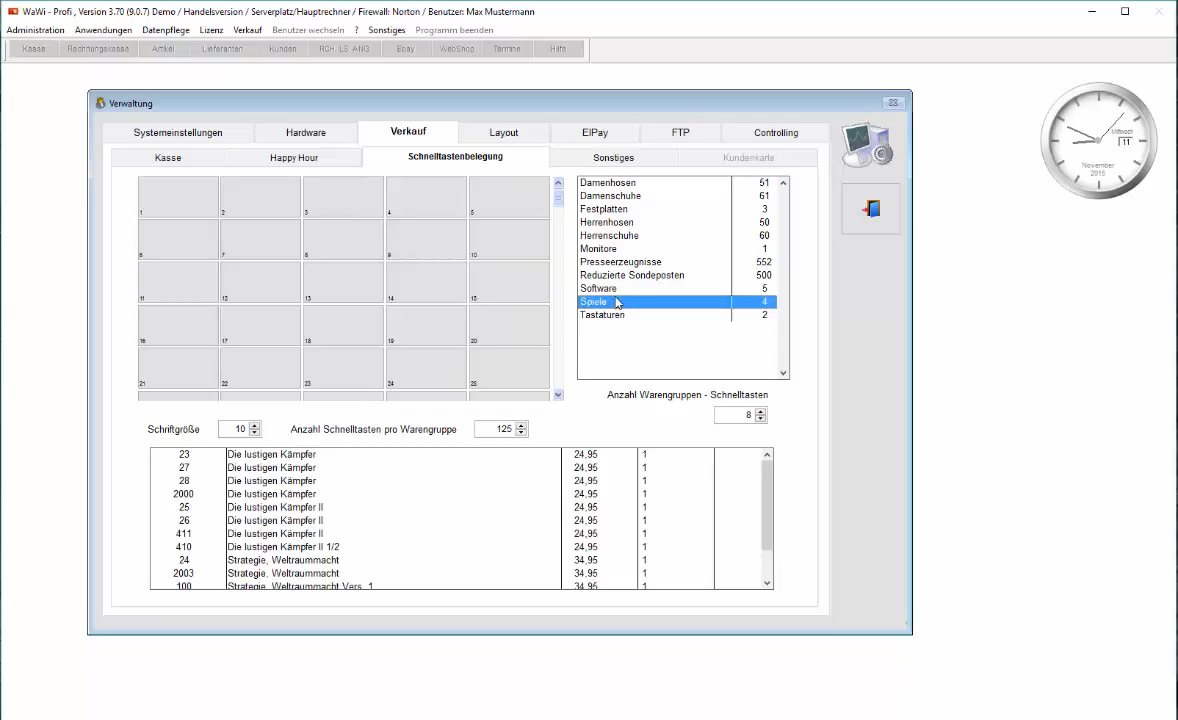 WaWi - Profi , Version 3.70 (9.0.7) Demo / Handelsversion / Serverplatz/Hauptrechner / Firewall: Norton / Benutzer: Max Mustermann
Administration Anwendungen Datenpflege Lizenz Verkauf Benutzer wechseln ? Sonstiges Programm beenden
Kasse Rechnungskasse Artikel Lieferanten Kunden RCH LS ANG Ebay WebShop Termine Hilfe
Verwaltung
Systemeinstellungen Hardware Verkauf Layout ElPay FTP Controlling
Kasse Happy Hour Schnelltastenbelegung Sonstiges Kundenkarte
1 2 3 4 5
6 7 8 9 10
11 12 13 14 15
16 17 18 19 20
21 22 23 24 25
Damenhosen 51
Damenschuhe 61
Festplatten 3
Herrenhosen 50
Herrenschuhe 60
Monitore 1
Presseerzeugnisse 552
Reduzierte Sondeposten 500
Software 5
Spiele 4
Tastaturen 2
Anzahl Warengruppen - Schnelltasten
8
Schriftgröße 10 Anzahl Schnelltasten pro Warengruppe 125
23 Die lustigen Kämpfer 24,95 1
27 Die lustigen Kämpfer 24,95 1
28 Die lustigen Kämpfer 24,95 1
2000 Die lustigen Kämpfer 24,95 1
25 Die lustigen Kämpfer II 24,95 1
26 Die lustigen Kämpfer II 24,95 1
411 Die lustigen Kämpfer II 24,95 1
410 Die lustigen Kämpfer II 1/2 24,95 1
24 Strategie, Weltraummacht 34,95 1
2003 Strategie, Weltraummacht 34,95 1
100 Strategie, Weltraummacht Vers. 1 34,95 1
Mittwoch
11
November
2015